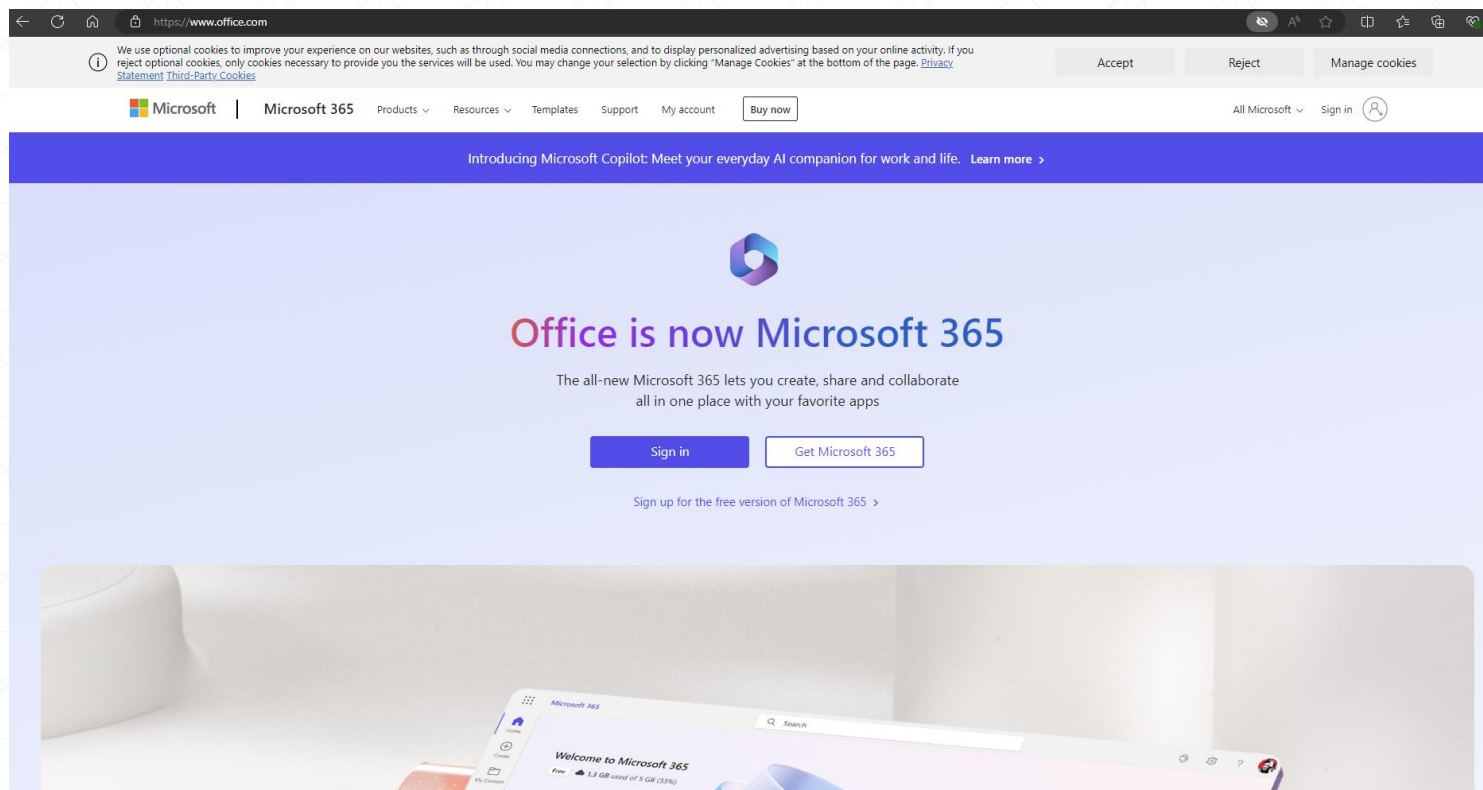 https://www.office.com
We use optional cookies to improve your experience on our websites, such as through social media connections, and to display personalized advertising based on your online activity. If you
reject optional cookies, only cookies necessary to provide you the services will be used. You may change your selection by clicking "Manage Cookies" at the bottom of the page. Privacy
Statement Third-Party Cookies
Accept Reject Manage cookies
Microsoft Microsoft 365 Products Resources Templates Support My account Buy now All Microsoft Sign in
Introducing Microsoft Copilot: Meet your everyday AI companion for work and life. Learn more >
Office is now Microsoft 365
The all-new Microsoft 365 lets you create, share and collaborate
all in one place with your favorite apps
Sign in Get Microsoft 365
Sign up for the free version of Microsoft 365 >
Microsoft 365
Search
Home
Create
My Content
Welcome to Microsoft 365
Free 1.3 GB used of 5 GB (33%)